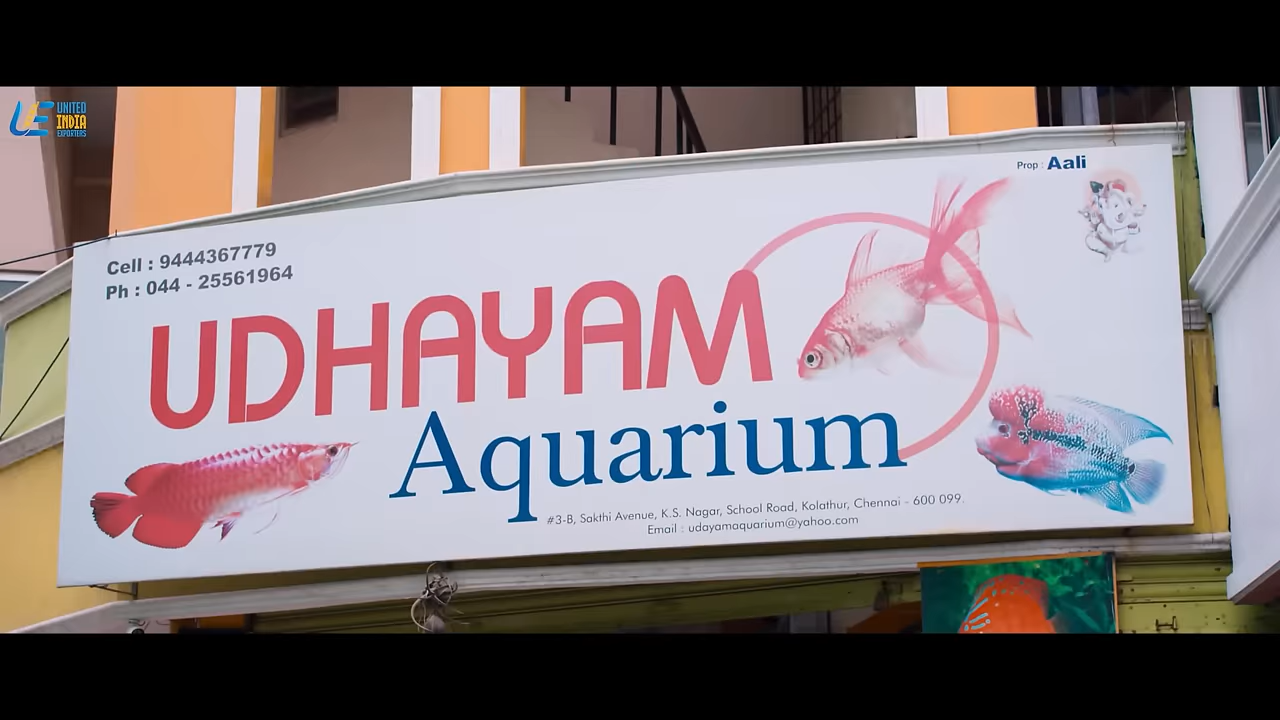 UNITED
INDIA
EXPORTERS
Prop : Aali
Cell : 9444367779
Ph : 044 - 25561964
UDHAYAM
Aquarium
#3-B, Sakthi Avenue, K.S. Nagar, School Road, Kolathur, Chennai - 600 099.
Email : udayamaquarium@yahoo.com